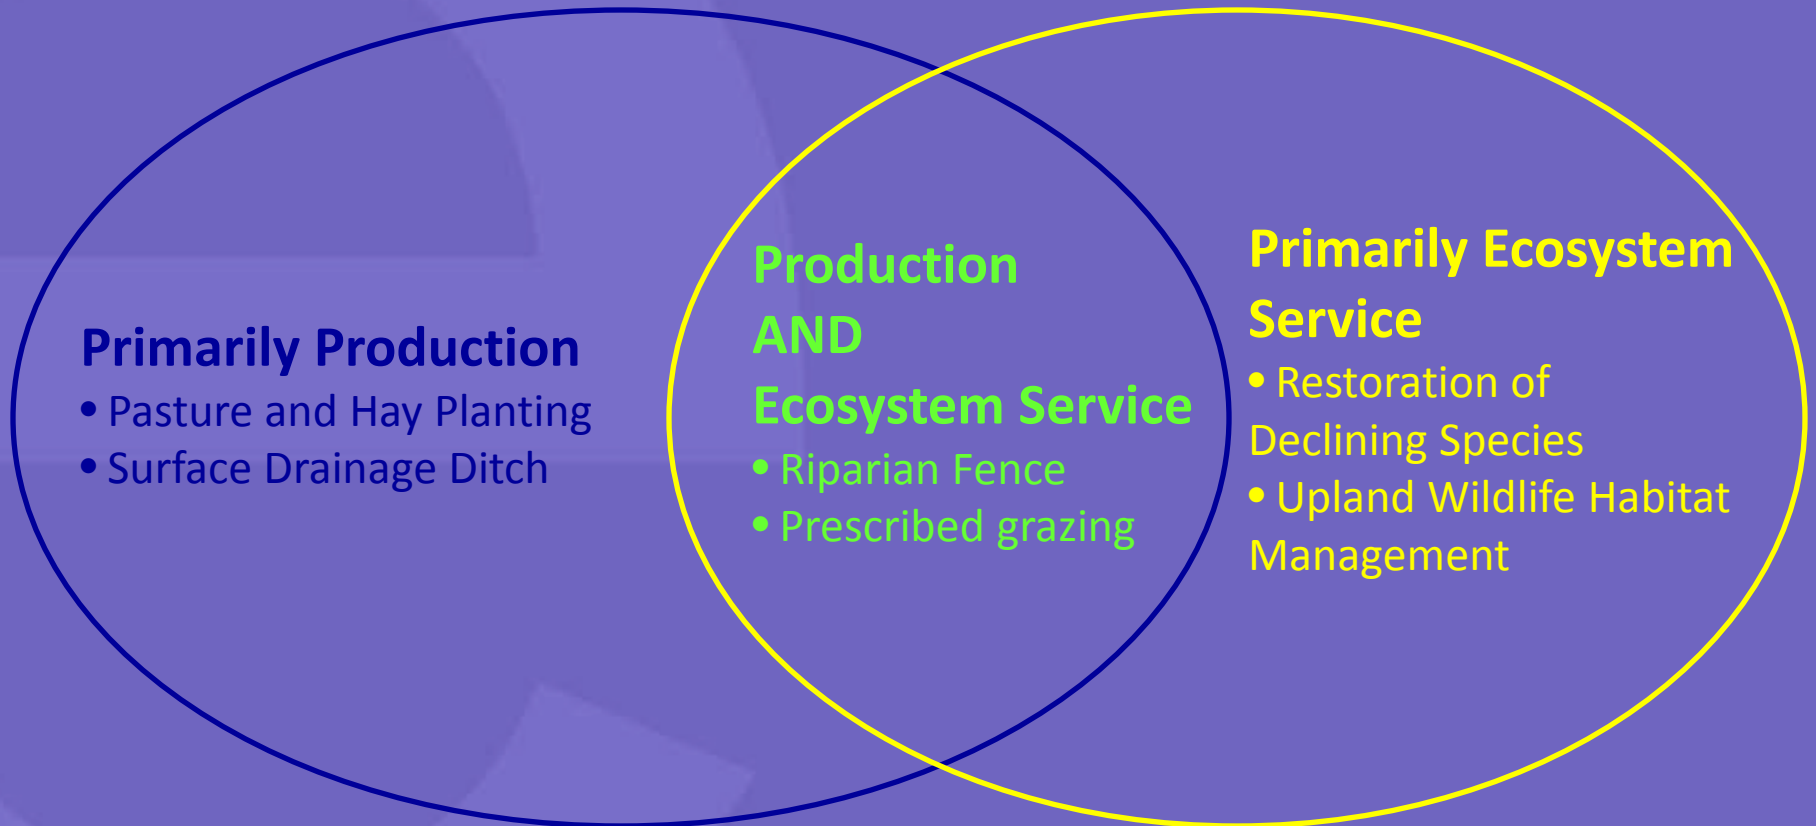 Primarily Production
• Pasture and Hay Planting
• Surface Drainage Ditch
Production
AND
Ecosystem Service
• Riparian Fence
• Prescribed grazing
Primarily Ecosystem
Service
• Restoration of
Declining Species
• Upland Wildlife Habitat
Management